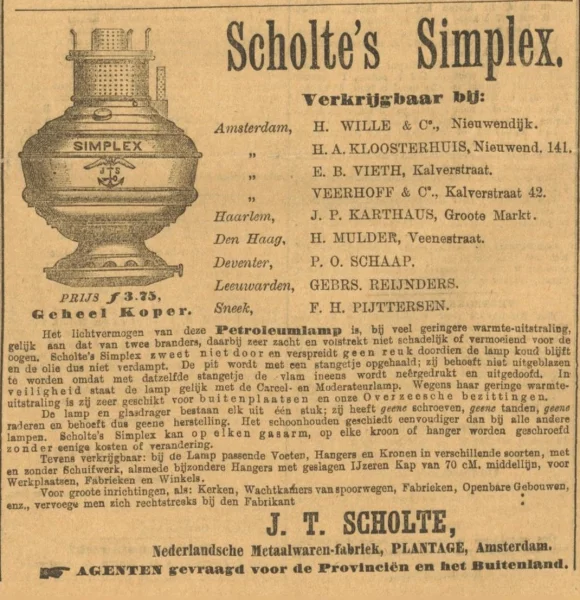 Scholte's Simplex.
Verkrijgbaar bij:
Amsterdam, H. WILLE & Co., Nieuwendijk.
„ H. A. KLOOSTERHUIS, Nieuwend. 141.
„ E. B. VIETH, Kalverstraat.
„ VEERHOFF & Co., Kalverstraat 42.
Haarlem, J. P. KARTHAUS, Groote Markt.
Den Haag, H. MULDER, Veenestraat.
Deventer, P. O. SCHAAP.
Leeuwarden, GEBRS. REIJNDERS.
Sneek, F. H. PIJTTERSEN.
SIMPLEX
J S
O
PRIJS ƒ 3.75,
Geheel Koper.
Het lichtvermogen van deze Petroleumlamp is, bij veel geringere warmte-uitstraling,
gelijk aan dat van twee branders, daarbij zeer zacht en volstrekt niet schadelijk of vermoeiend voor de
oogen. Scholte's Simplex zweet niet door en verspreidt geen reuk doordien de lamp koud blijft
en de olie dus niet verdampt. De pit wordt met een stangetje opgehaald; zij behoeft niet uitgeblazen
te worden omdat met datzelfde stangetje de vlam ineens wordt neêrgedrukt en uitgedoofd. In
veiligheid staat de lamp gelijk met de Carcel- en Moderatenrlamp. Wegens haar geringe warmte-
uitstraling is zij zeer geschikt voor buitenplaatsen en onze Overzeesche bezittingen.
De lamp en glasdrager bestaan elk uit één stuk; zij heeft geene schroeven, geene tanden, geene
raderen en behoeft dus geene herstelling. Het schoonhouden geschiedt eenvoudiger dan bij alle andere
lampen. Scholte's Simplex kan op elken gasarm, op elke kroon of hanger worden geschroefd
zonder eenige kosten of verandering.
Tevens verkrijgbaar: bij de Lamp passende Voeten, Hangers en Kronen in verschillende soorten, met
en zonder Schuifwerk, alsmede bijzondere Hangers met geslagen IJzeren Kap van 70 cM. middellijn, voor
Werkplaatsen, Fabrieken en Winkels.
Voor groote inrichtingen, als: Kerken, Wachtkamers van spoorwegen, Fabrieken, Openbare Gebouwen,
enz., vervoege men zich rechtstreeks bij den Fabrikant
J. T. SCHOLTE,
Nederlandsche Metaalwaren-fabriek, PLANTAGE, Amsterdam.
☛ AGENTEN gevraagd voor de Provinciën en het Buitenland.